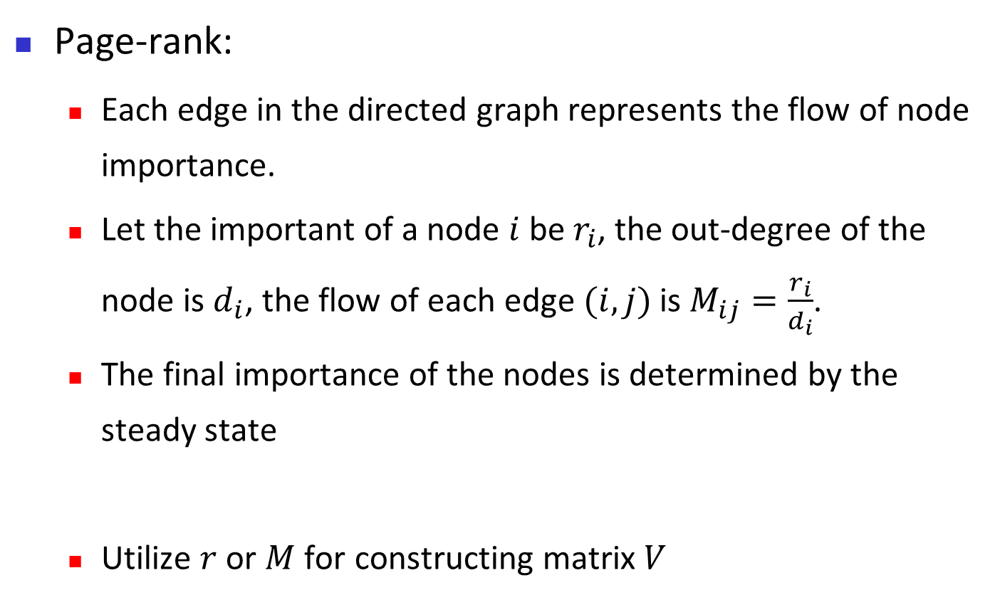 Page-rank:
Each edge in the directed graph represents the flow of node
importance.
Let the important of a node i be r_i, the out-degree of the
node is d_i, the flow of each edge (i, j) is M_{ij} = \frac{r_i}{d_i}.
The final importance of the nodes is determined by the
steady state
Utilize r or M for constructing matrix V